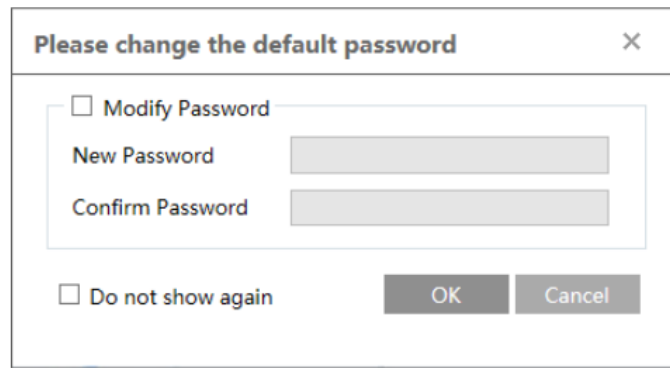 Please change the default password
Modify Password
New Password
Confirm Password
Do not show again OK Cancel